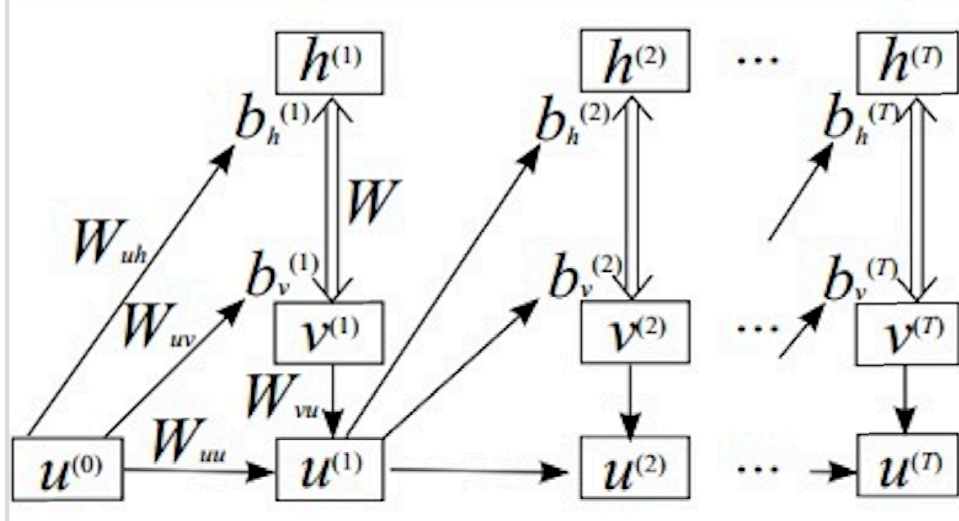 h⁽¹⁾ h⁽²⁾ ... h⁽ᵀ⁾
b_h⁽¹⁾ b_h⁽²⁾ b_h⁽ᵀ⁾
W
W_uh
b_v⁽¹⁾ b_v⁽²⁾ b_v⁽ᵀ⁾
W_uv v⁽¹⁾ v⁽²⁾ ... v⁽ᵀ⁾
W_vu
W_uu
u⁽⁰⁾ u⁽¹⁾ u⁽²⁾ ... u⁽ᵀ⁾